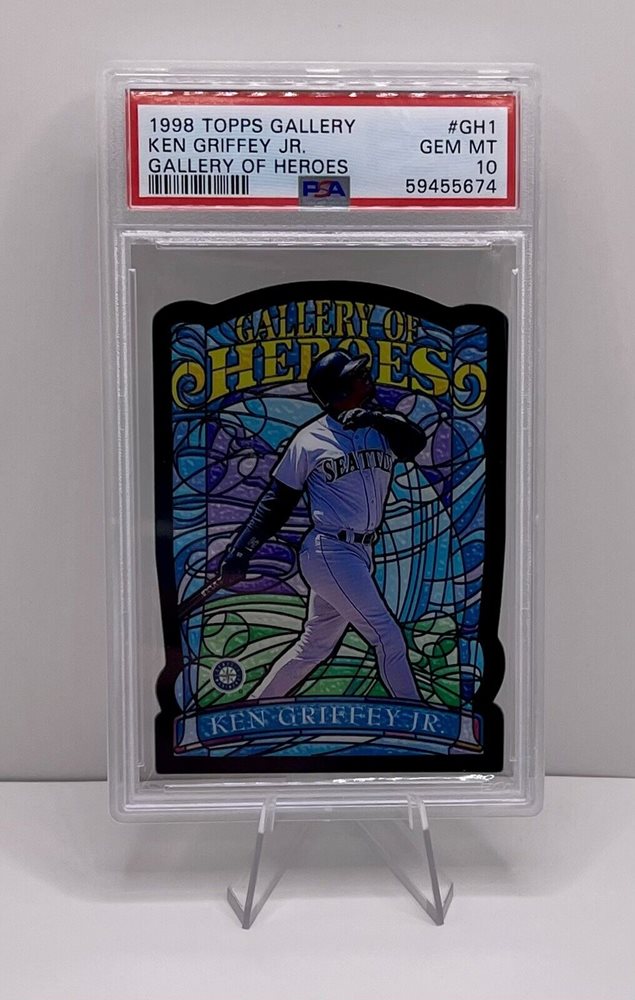 1998 TOPPS GALLERY #GH1
KEN GRIFFEY JR. GEM MT
GALLERY OF HEROES 10
PSA 59455674
GALLERY OF
HEROES
SEATTLE
KEN GRIFFEY JR.